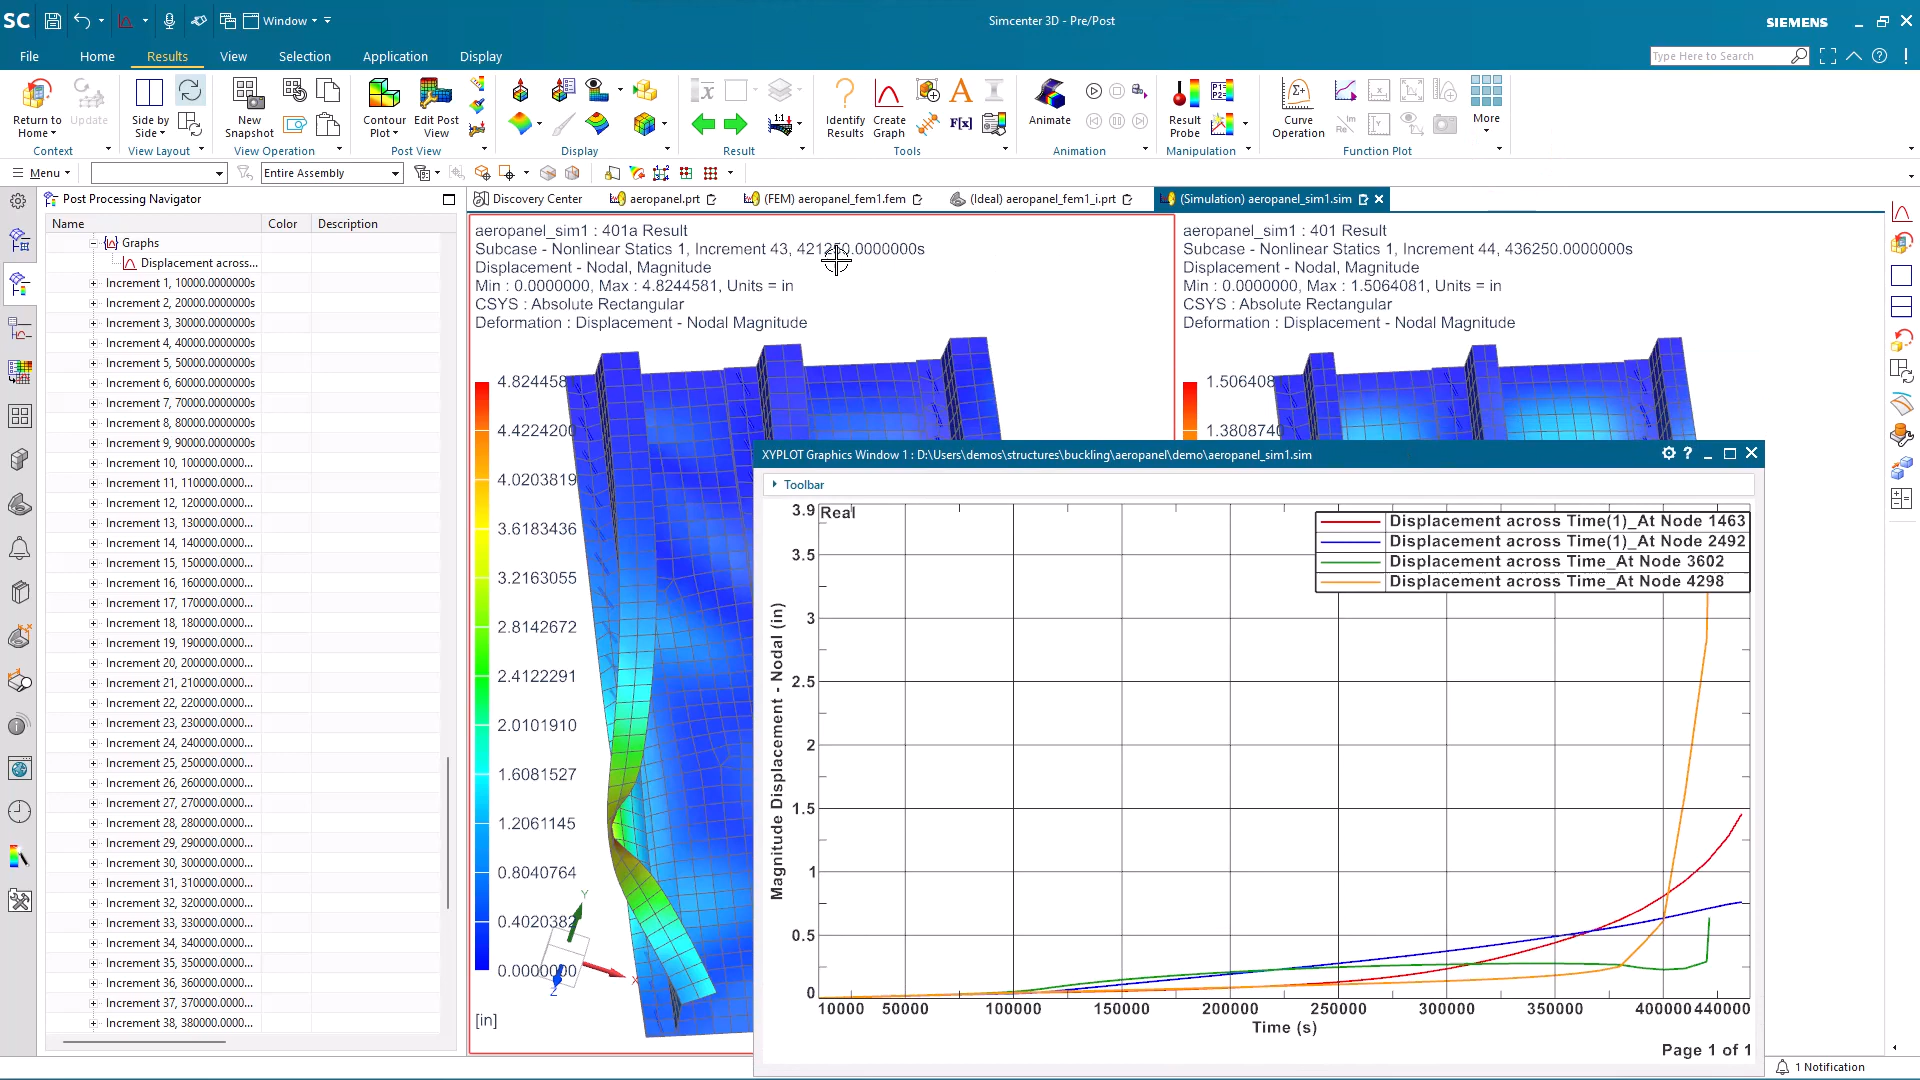 SC
Window
Simcenter 3D - Pre/Post
SIEMENS
File Home Results View Selection Application Display
Type Here to Search
Return to Home
Update
Context
Side by Side
View Layout
New Snapshot
View Operation
Contour Plot
Edit Post View
Post View
Display
1:1
Result
Identify Results
Create Graph
F[x]
Tools
Animate
Animation
Result Probe
Manipulation
Curve Operation
Function Plot
More
Menu
Entire Assembly
Post Processing Navigator
Name Color Description
Graphs
Displacement across...
Increment 1, 10000.0000000s
Increment 2, 20000.0000000s
Increment 3, 30000.0000000s
Increment 4, 40000.0000000s
Increment 5, 50000.0000000s
Increment 6, 60000.0000000s
Increment 7, 70000.0000000s
Increment 8, 80000.0000000s
Increment 9, 90000.0000000s
Increment 10, 100000.0000...
Increment 11, 110000.0000...
Increment 12, 120000.0000...
Increment 13, 130000.0000...
Increment 14, 140000.0000...
Increment 15, 150000.0000...
Increment 16, 160000.0000...
Increment 17, 170000.0000...
Increment 18, 180000.0000...
Increment 19, 190000.0000...
Increment 20, 200000.0000...
Increment 21, 210000.0000...
Increment 22, 220000.0000...
Increment 23, 230000.0000...
Increment 24, 240000.0000...
Increment 25, 250000.0000...
Increment 26, 260000.0000...
Increment 27, 270000.0000...
Increment 28, 280000.0000...
Increment 29, 290000.0000...
Increment 30, 300000.0000...
Increment 31, 310000.0000...
Increment 32, 320000.0000...
Increment 33, 330000.0000...
Increment 34, 340000.0000...
Increment 35, 350000.0000...
Increment 36, 360000.0000...
Increment 37, 370000.0000...
Increment 38, 380000.0000...
Discovery Center
aeropanel.prt
(FEM) aeropanel_fem1.fem
(Ideal) aeropanel_fem1_i.prt
(Simulation) aeropanel_sim1.sim
aeropanel_sim1 : 401a Result
Subcase - Nonlinear Statics 1, Increment 43, 421250.0000000s
Displacement - Nodal, Magnitude
Min : 0.0000000, Max : 4.8244581, Units = in
CSYS : Absolute Rectangular
Deformation : Displacement - Nodal Magnitude
4.824458
4.4224200
4.0203819
3.6183436
3.2163055
2.8142672
2.4122291
2.0101910
1.6081527
1.2061145
0.8040764
0.4020382
0.0000000
[in]
Y
X
Z
aeropanel_sim1 : 401 Result
Subcase - Nonlinear Statics 1, Increment 44, 436250.0000000s
Displacement - Nodal, Magnitude
Min : 0.0000000, Max : 1.5064081, Units = in
CSYS : Absolute Rectangular
Deformation : Displacement - Nodal Magnitude
1.506408
1.3808740
XYPLOT Graphics Window 1 : D:\Users\demos\structures\buckling\aeropanel\demo\aeropanel_sim1.sim
Toolbar
Real
Displacement across Time(1)_At Node 1463
Displacement across Time(1)_At Node 2492
Displacement across Time_At Node 3602
Displacement across Time_At Node 4298
Magnitude Displacement - Nodal (in)
3.9
3.5
3
2.5
2
1.5
1
0.5
0
10000 50000 100000 150000 200000 250000 300000 350000 400000 440000
Time (s)
Page 1 of 1
1 Notification